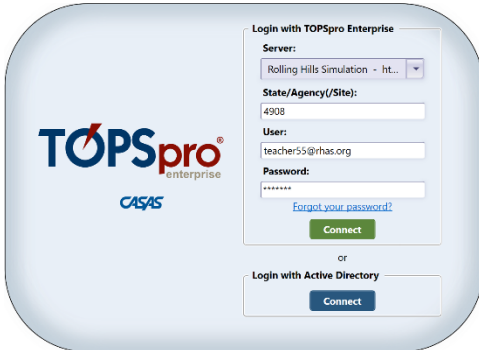 Login with TOPSpro Enterprise
Server:
Rolling Hills Simulation - ht...
State/Agency(/Site):
4908
User:
teacher55@rhas.org
Password:
*******
Forgot your password?
Connect
or
Login with Active Directory
Connect
TOPSpro®
enterprise
CASAS